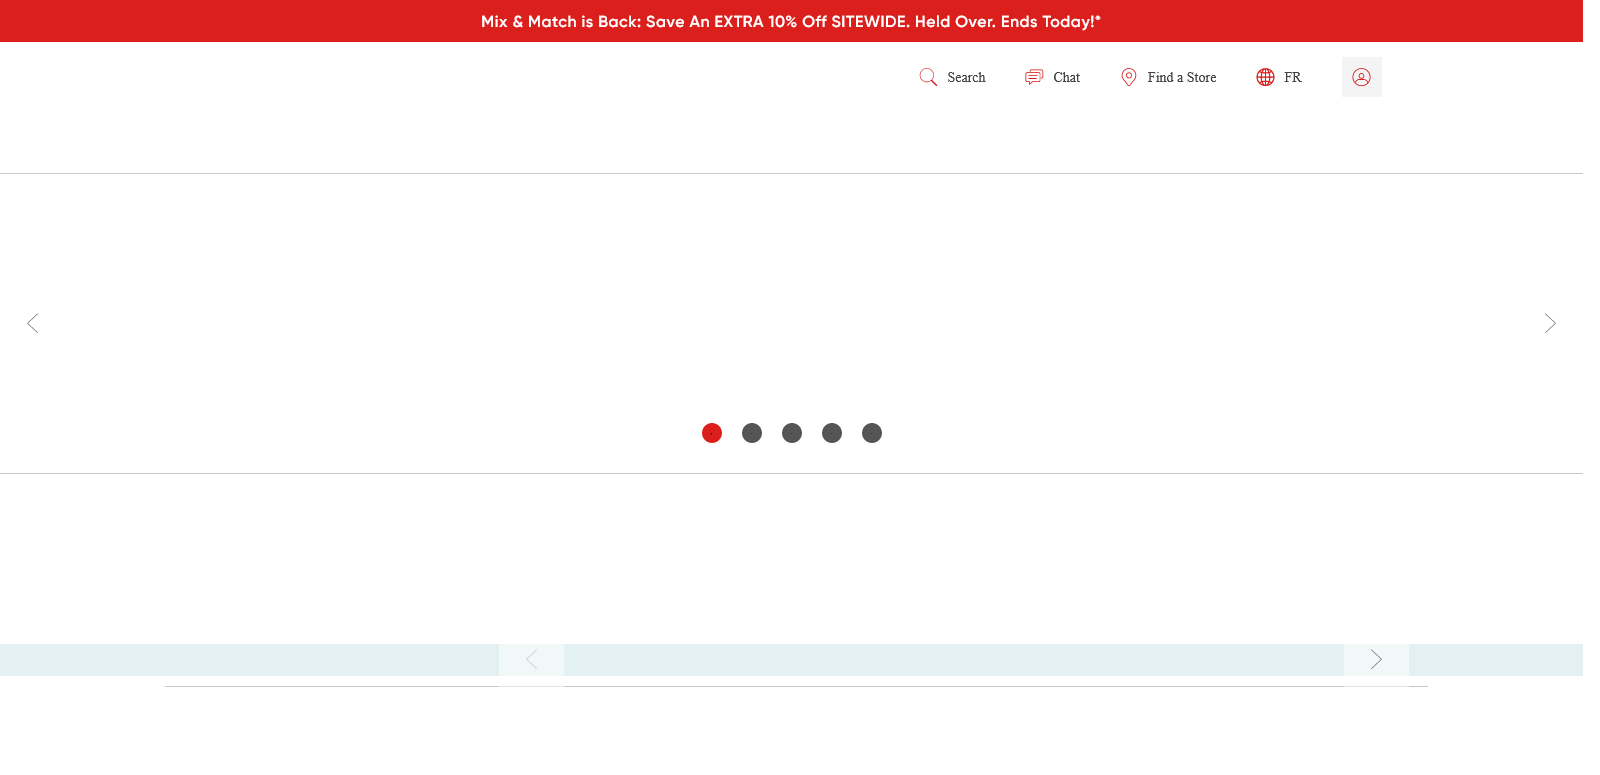 Mix & Match is Back: Save An EXTRA 10% Off SITEWIDE. Held Over. Ends Today!*
Search
Chat
Find a Store
FR